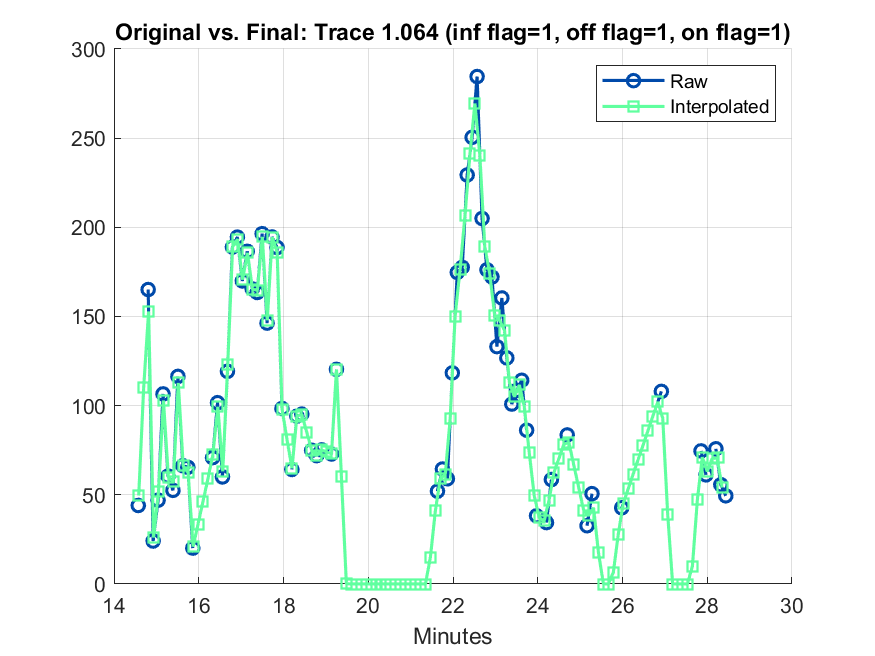 Original vs. Final: Trace 1.064 (inf flag=1, off flag=1, on flag=1)
300
250
200
150
100
50
0
Raw
Interpolated
14 16 18 20 22 24 26 28 30
Minutes